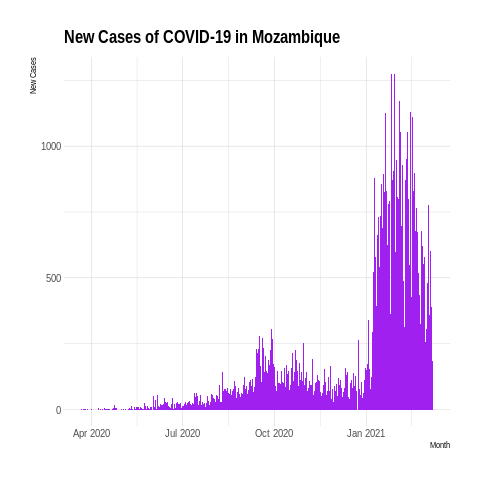 New Cases of COVID-19 in Mozambique
New Cases
1000
500
0
Apr 2020 Jul 2020 Oct 2020 Jan 2021
Month